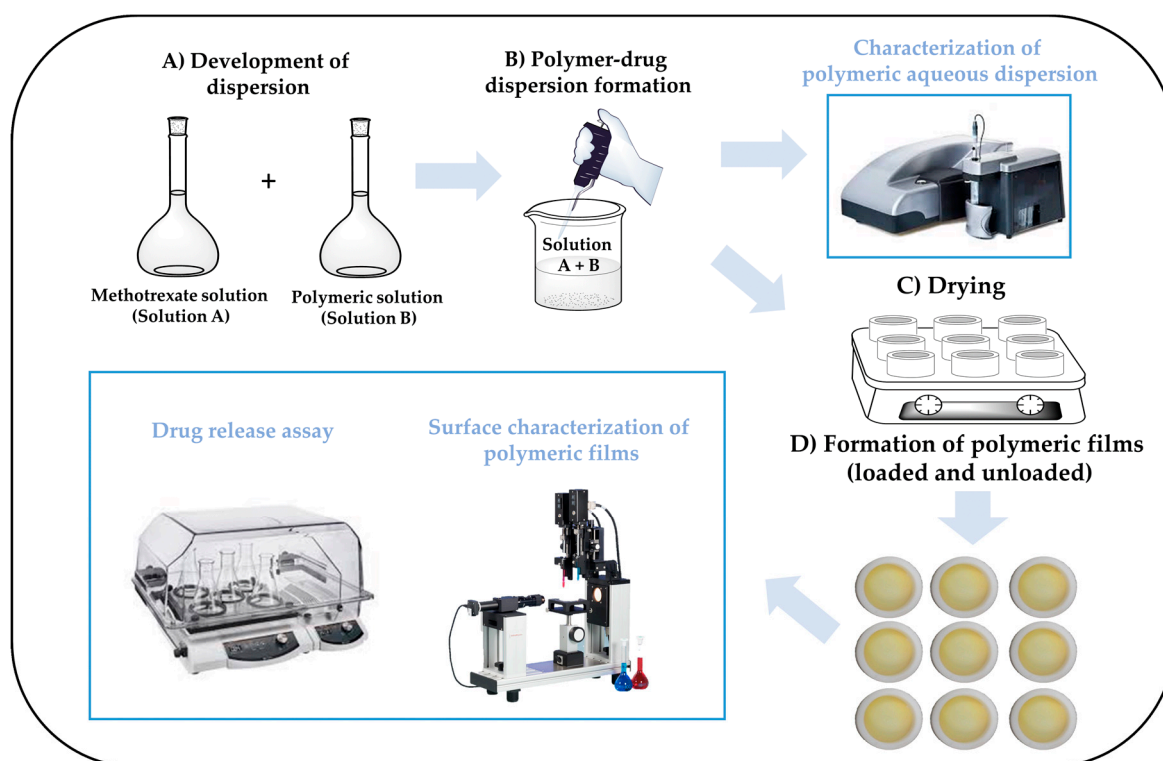 A) Development of
dispersion
+
Methotrexate solution
(Solution A)
Polymeric solution
(Solution B)
B) Polymer-drug
dispersion formation
Solution
A + B
Characterization of
polymeric aqueous dispersion
C) Drying
D) Formation of polymeric films
(loaded and unloaded)
Drug release assay
Surface characterization of
polymeric films